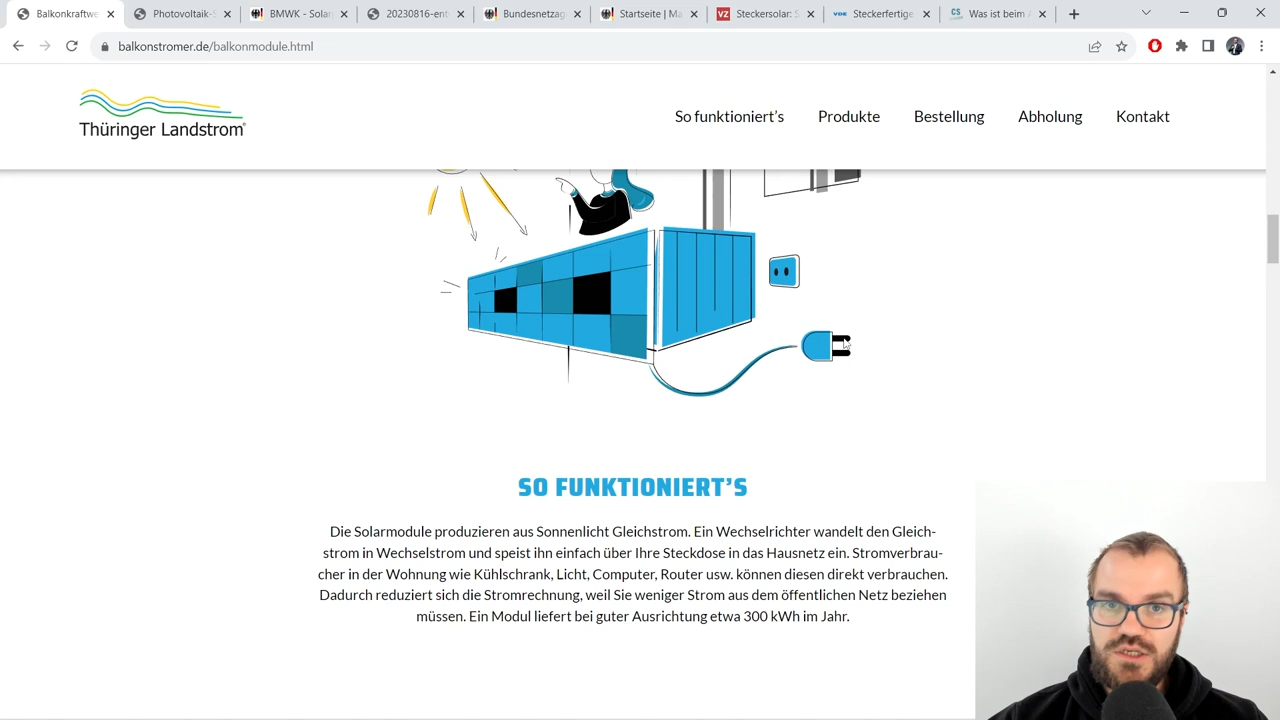 Balkonkraftwe
Photovoltaik-S
BMWK - Solar
20230816-ent
Bundesnetzag
Startseite | Ma
VZ
Steckersolar: S
VDE
Steckerfertige
CS
Was ist beim A
balkonstromer.de/balkonmodule.html
Thüringer Landstrom
So funktioniert’s
Produkte
Bestellung
Abholung
Kontakt
SO FUNKTIONIERT’S
Die Solarmodule produzieren aus Sonnenlicht Gleichstrom. Ein Wechselrichter wandelt den Gleich-
strom in Wechselstrom und speist ihn einfach über Ihre Steckdose in das Hausnetz ein. Stromverbrau-
cher in der Wohnung wie Kühlschrank, Licht, Computer, Router usw. können diesen direkt verbrauchen.
Dadurch reduziert sich die Stromrechnung, weil Sie weniger Strom aus dem öffentlichen Netz beziehen
müssen. Ein Modul liefert bei guter Ausrichtung etwa 300 kWh im Jahr.